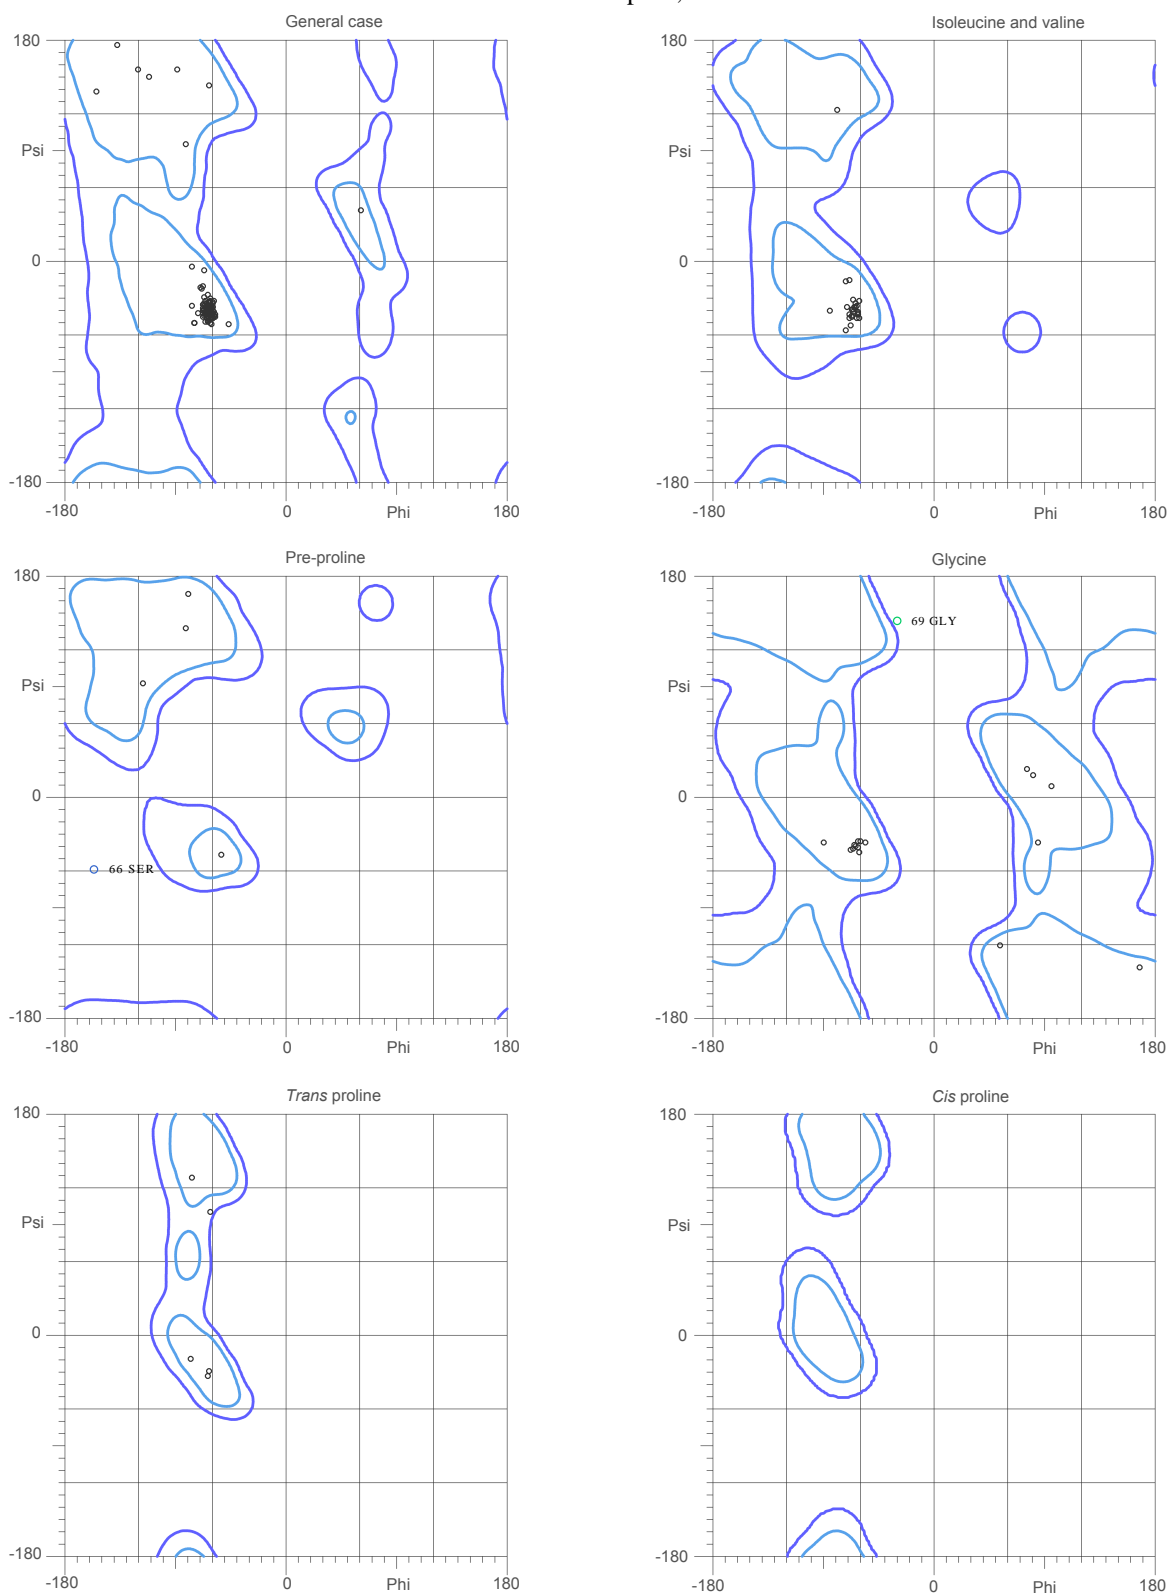 General case
180
Psi
0
-180
-180
0
Phi
180
Isoleucine and valine
180
Psi
0
-180
-180
0
Phi
180
Pre-proline
180
Psi
0
66 SER
-180
-180
0
Phi
180
Glycine
180
69 GLY
Psi
0
-180
-180
0
Phi
180
Trans proline
180
Psi
0
-180
-180
0
Phi
180
Cis proline
180
Psi
0
-180
-180
0
Phi
180